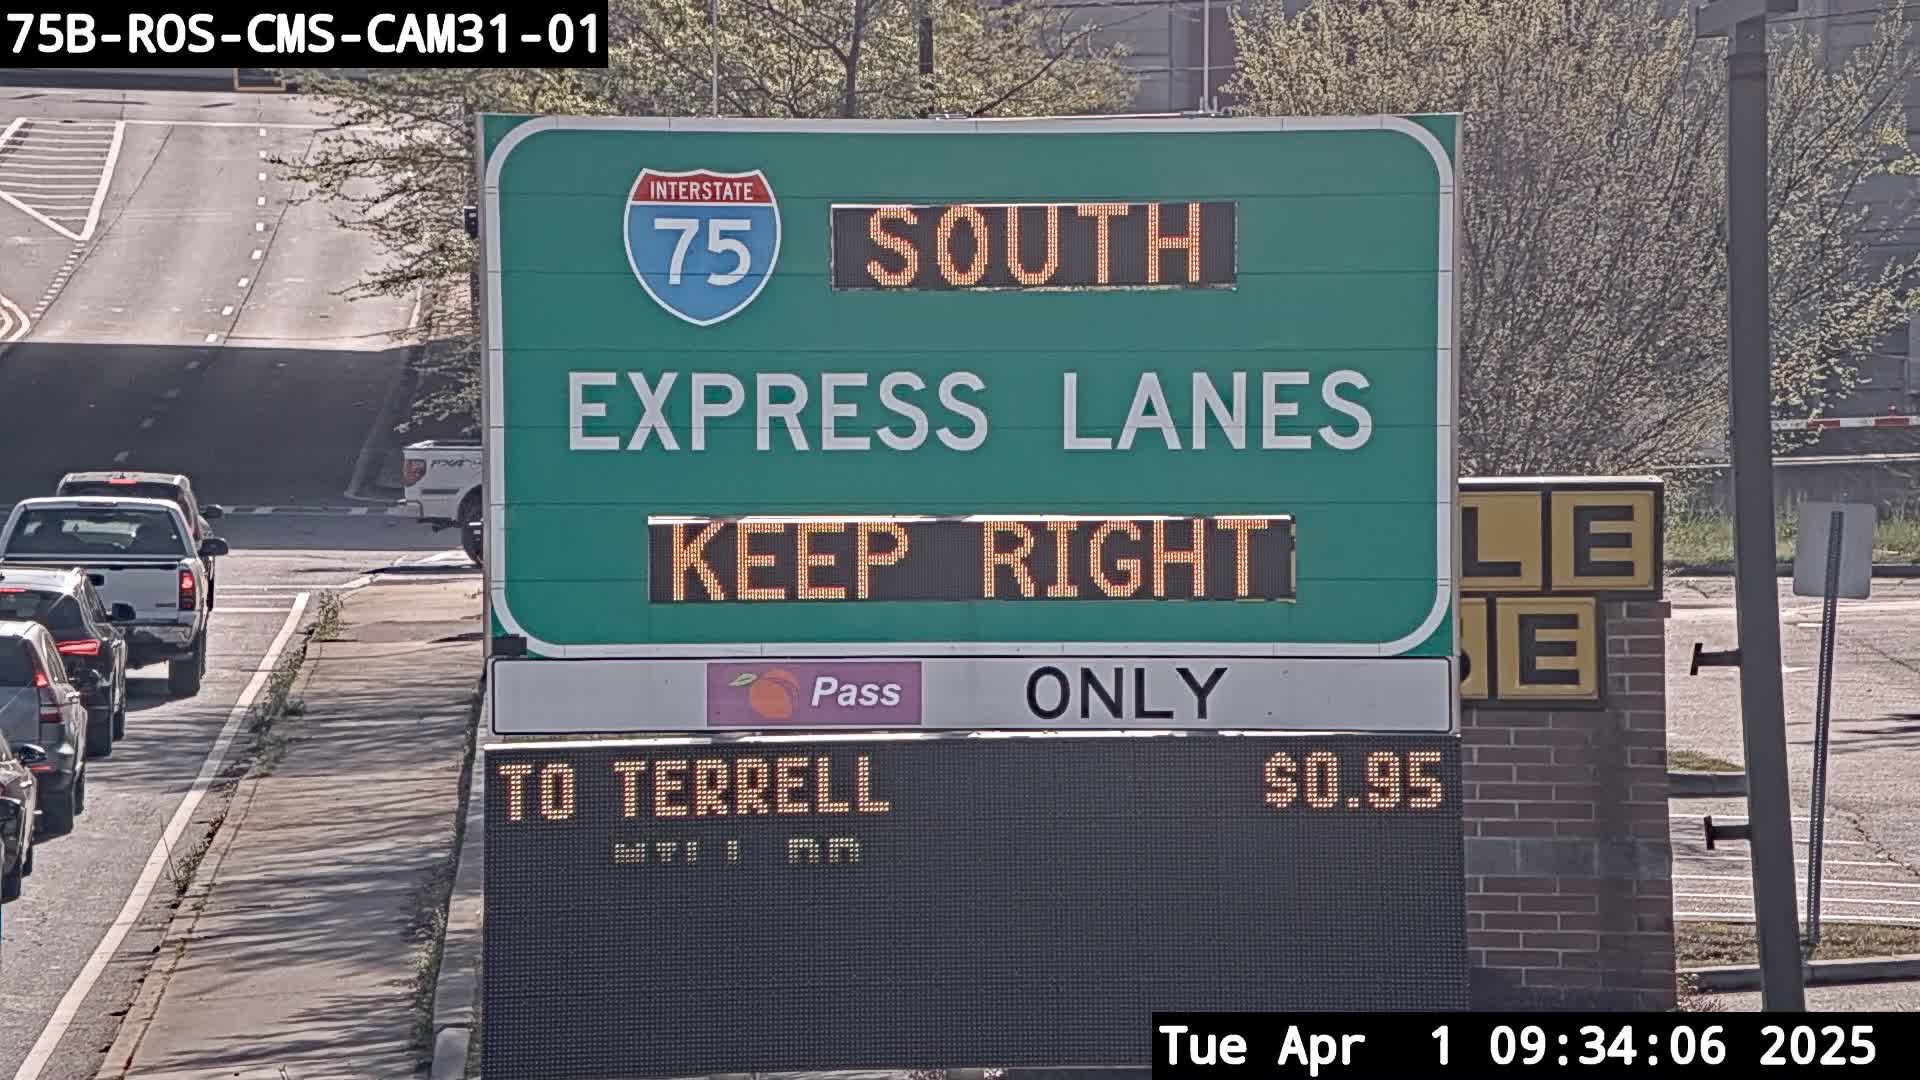 75B-ROS-CMS-CAM31-01
INTERSTATE
75
SOUTH
EXPRESS LANES
KEEP RIGHT
Pass
ONLY
TO TERRELL $0.95
LE
E
Tue Apr 1 09:34:06 2025